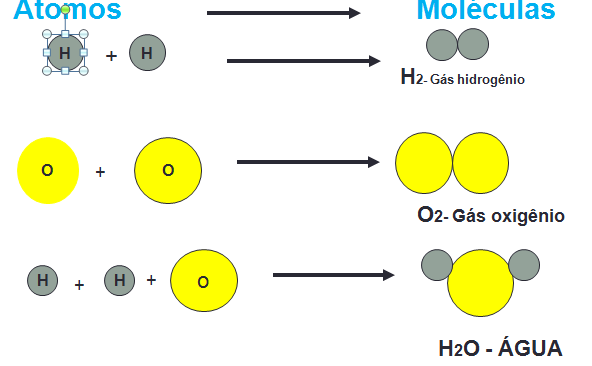 Átomos Moléculas
H + H
H2- Gás hidrogênio
O + O
O2- Gás oxigênio
H + H + O
H2O - ÁGUA